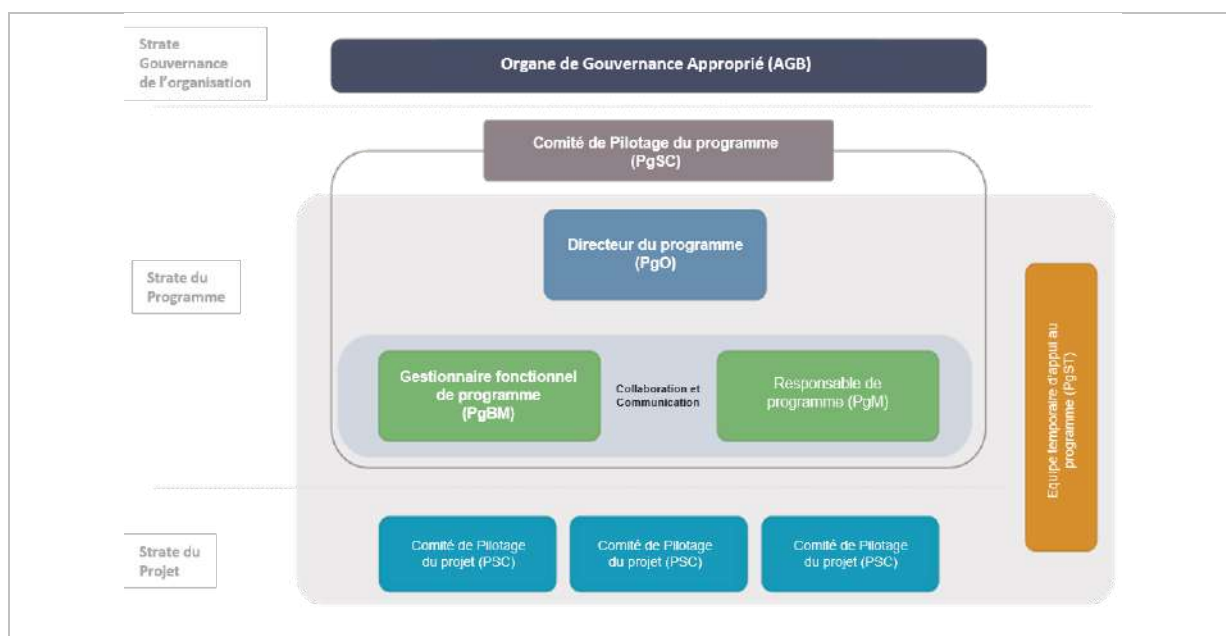 Strate
Gouvernance
de l'organisation
Organe de Gouvernance Approprié (AGB)
Comité de Pilotage du programme
(PgSC)
Directeur du programme
(PgO)
Strate du
Programme
Gestionnaire fonctionnel
de programme
(PgBM)
Collaboration et
Communication
Responsable de
programme (PgM)
Equipe temporaire d'appui au
programme (PgST)
Strate du
Projet
Comité de Pilotage
du projet (PSC)
Comité de Pilotage
du projet (PSC)
Comité de Pilotage
du projet (PSC)